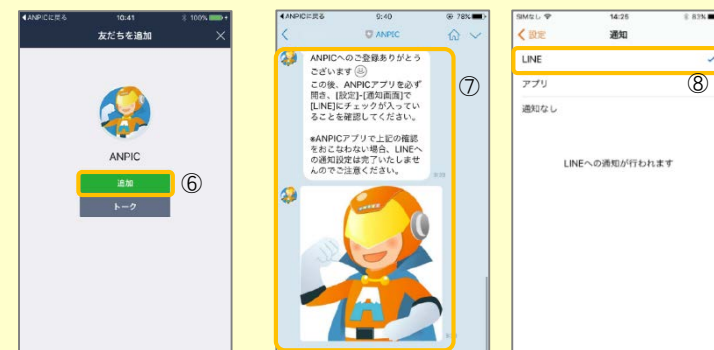 ◀ANPICに戻る 10:41 100%
友だちを追加 ×
ANPIC
追加
⑥
トーク
◀ANPICに戻る 9:40 78%
ANPIC
ANPICへのご登録ありがとう
ございます
この後、ANPICアプリを必ず
開き、[設定]-[通知画面]で
[LINE]にチェックが入ってい
ることを確認してください。
※ANPICアプリで上記の確認
をおこなわない場合、LINEへ
の通知設定は完了いたしませ
んのでご注意ください。
⑦
SIMなし 14:26 83%
設定 通知
LINE ✓
⑧
アプリ
通知なし
LINEへの通知が行われます